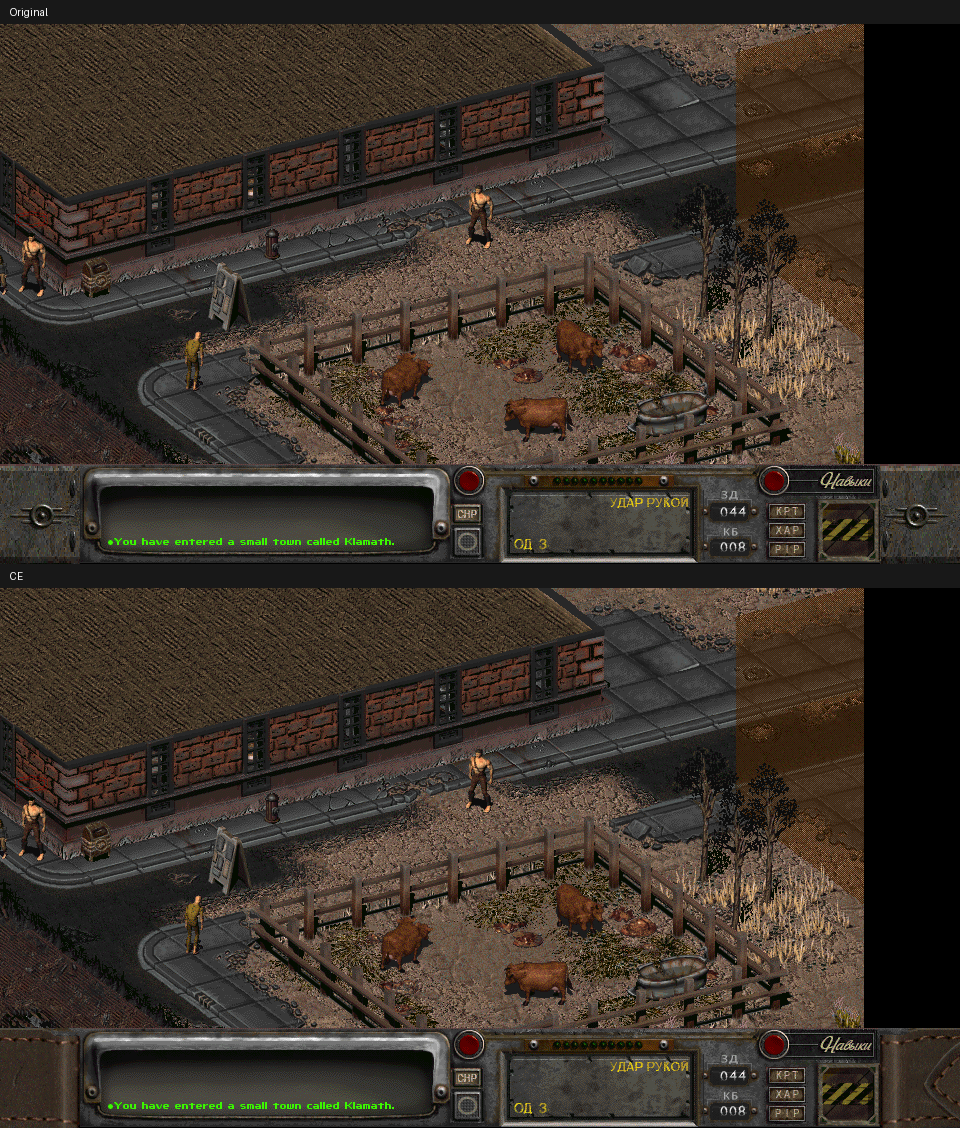 Original
УДАР РУКОЙ
Навыки
ЗД
044
СНР
КРТ
КБ
ХАР
●You have entered a small town called Klamath.
ОД 3
008
PIP
CE
УДАР РУКОЙ
Навыки
ЗД
044
СНР
КРТ
КБ
ХАР
●You have entered a small town called Klamath.
ОД 3
008
PIP